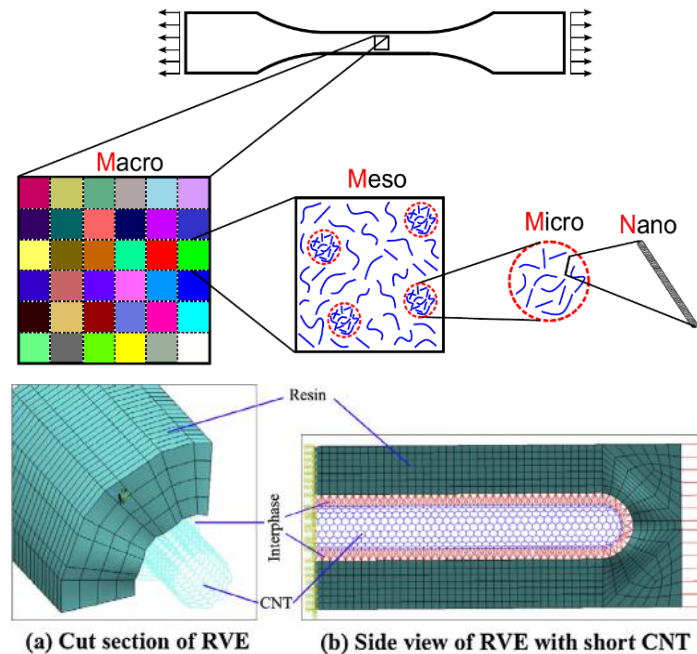 Macro
Meso
Micro
Nano
Resin
Interphase
CNT
(a) Cut section of RVE
(b) Side view of RVE with short CNT